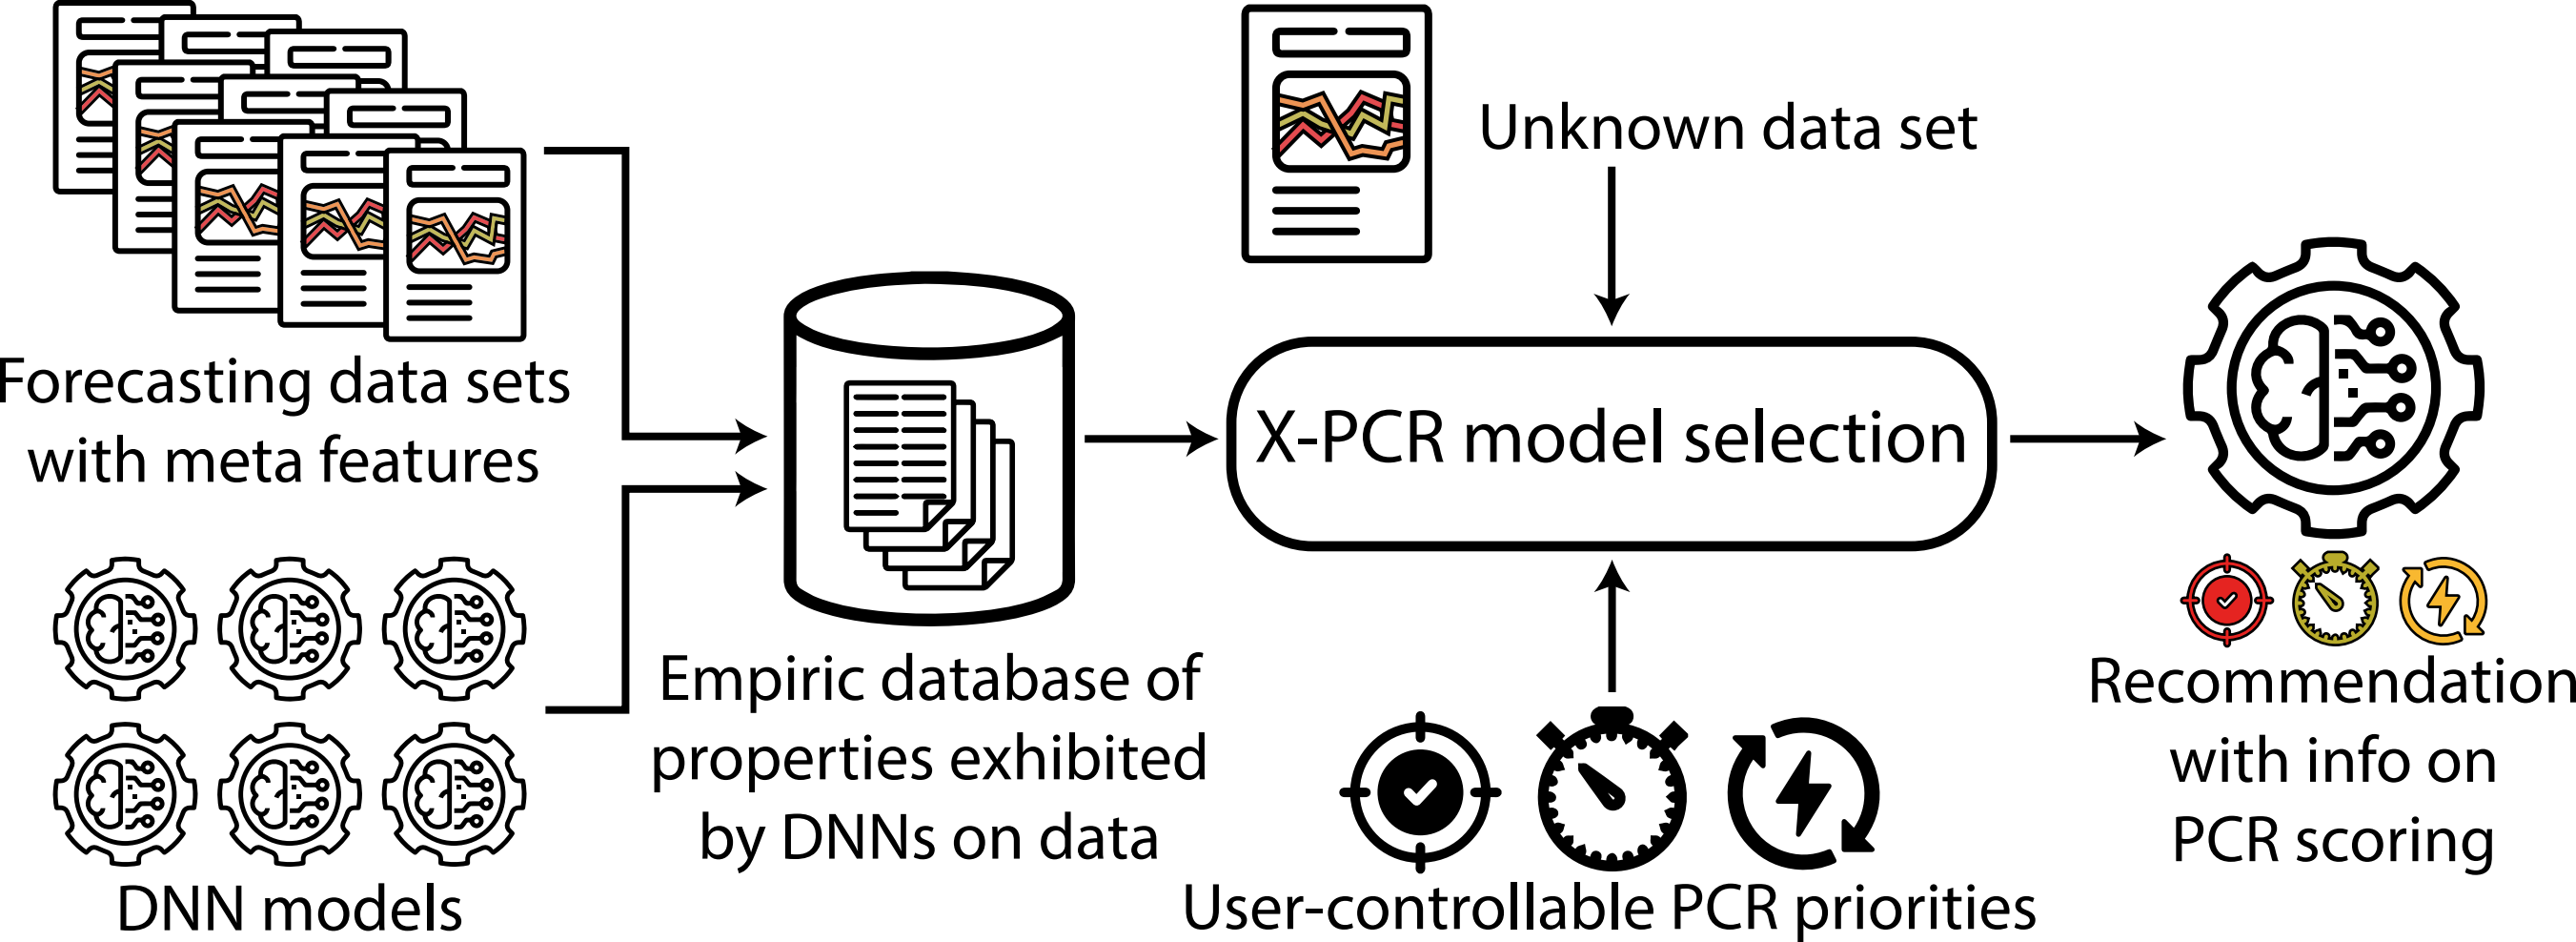 Forecasting data sets
with meta features
DNN models
Empiric database of
properties exhibited
by DNNs on data
Unknown data set
X-PCR model selection
User-controllable PCR priorities
Recommendation
with info on
PCR scoring